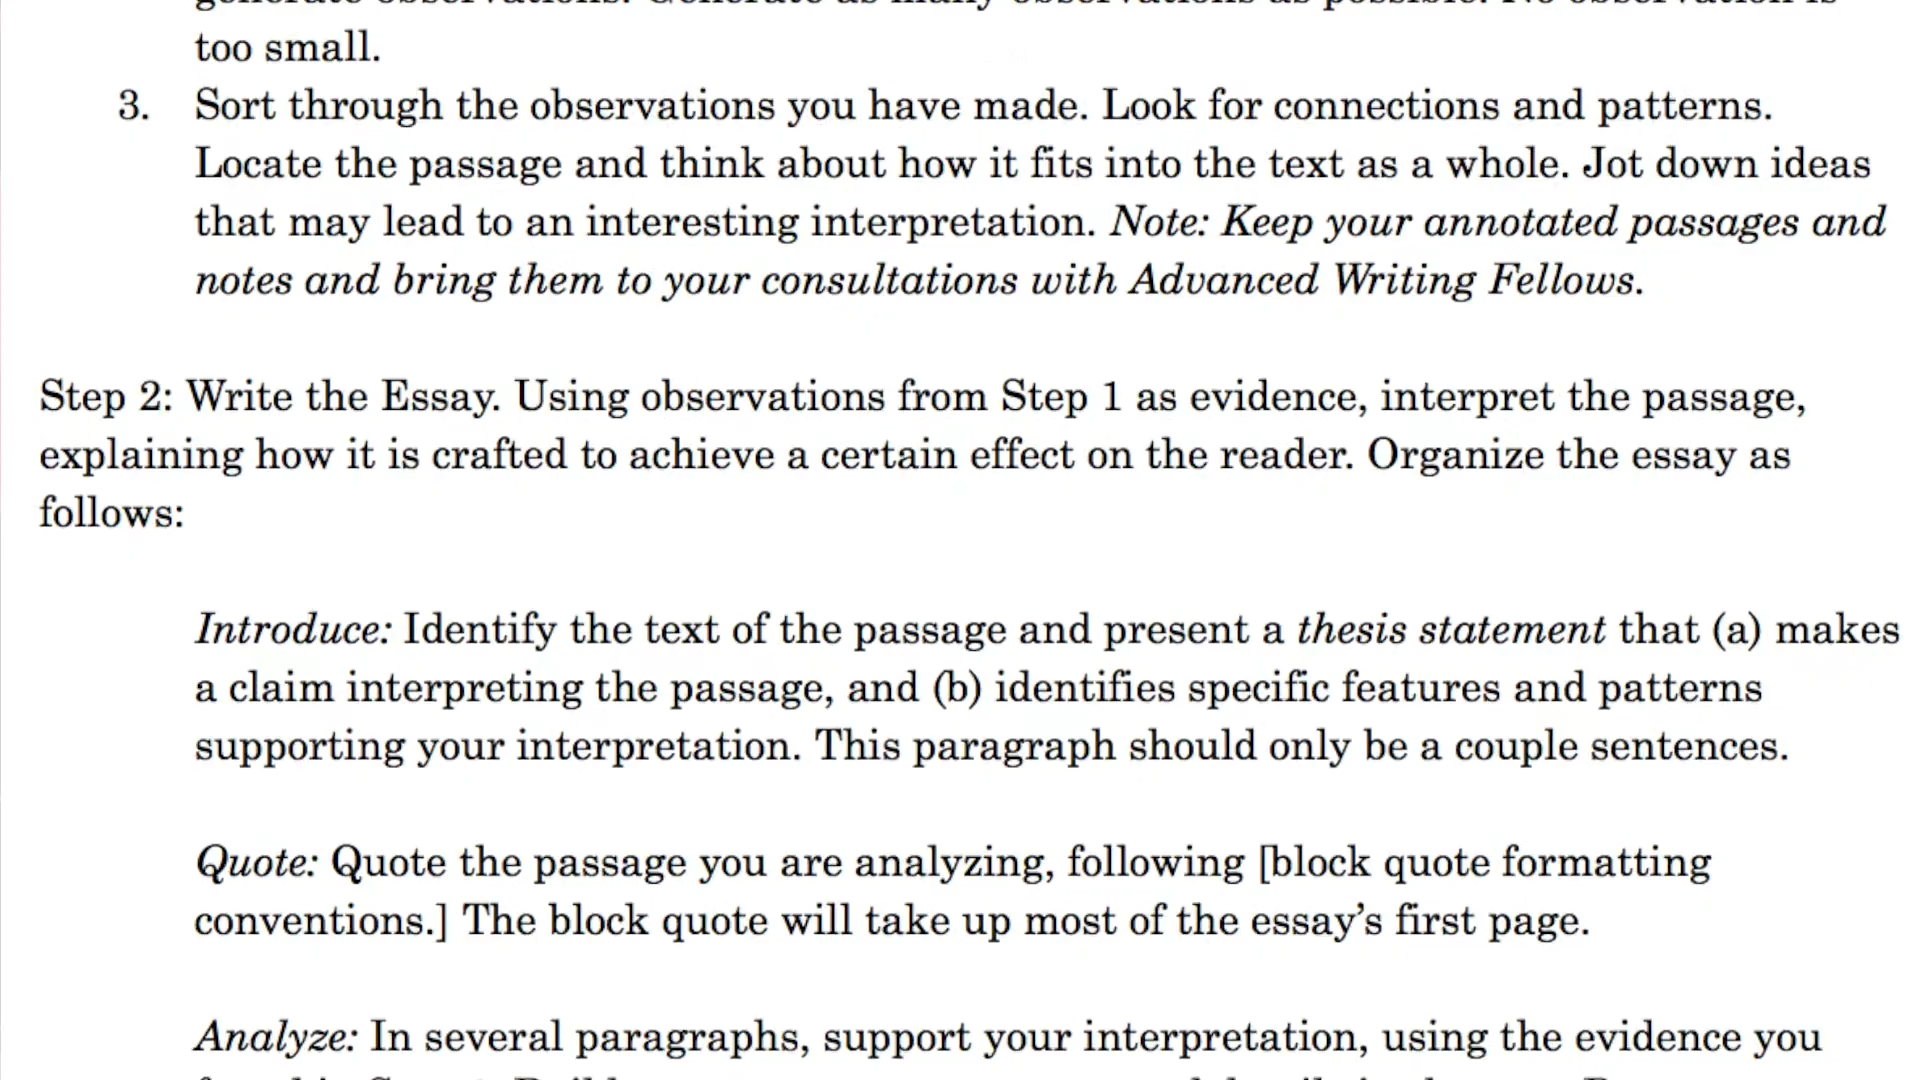 too small.
3. Sort through the observations you have made. Look for connections and patterns.
Locate the passage and think about how it fits into the text as a whole. Jot down ideas
that may lead to an interesting interpretation. Note: Keep your annotated passages and
notes and bring them to your consultations with Advanced Writing Fellows.
Step 2: Write the Essay. Using observations from Step 1 as evidence, interpret the passage,
explaining how it is crafted to achieve a certain effect on the reader. Organize the essay as
follows:
Introduce: Identify the text of the passage and present a thesis statement that (a) makes
a claim interpreting the passage, and (b) identifies specific features and patterns
supporting your interpretation. This paragraph should only be a couple sentences.
Quote: Quote the passage you are analyzing, following [block quote formatting
conventions.] The block quote will take up most of the essay’s first page.
Analyze: In several paragraphs, support your interpretation, using the evidence you